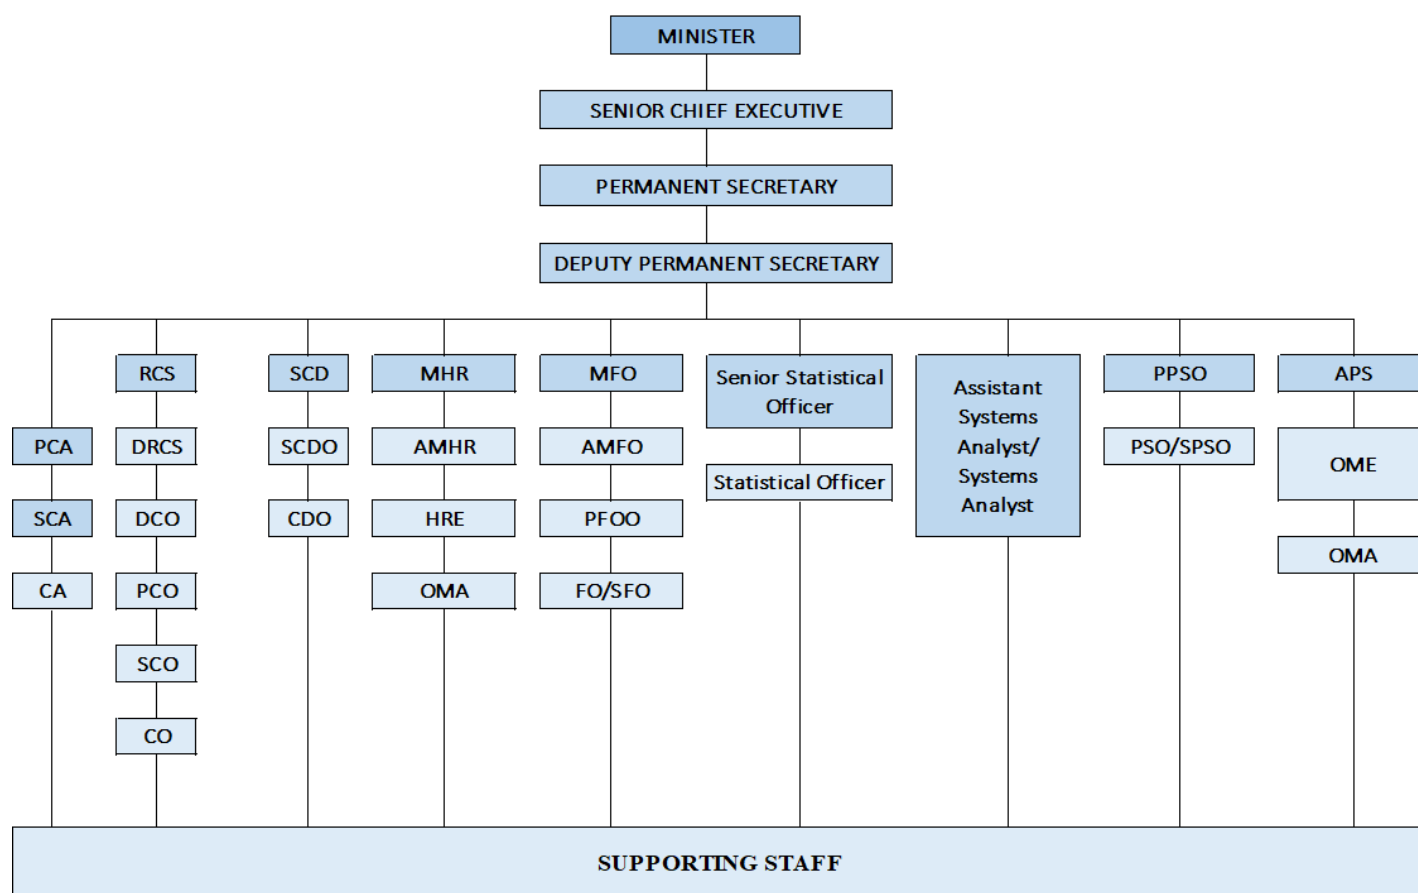 MINISTER
SENIOR CHIEF EXECUTIVE
PERMANENT SECRETARY
DEPUTY PERMANENT SECRETARY
PCA
SCA
CA
RCS
DRCS
DCO
PCO
SCO
CO
SCD
SCDO
CDO
MHR
AMHR
HRE
OMA
MFO
AMFO
PFOO
FO/SFO
Senior Statistical
Officer
Statistical Officer
Assistant
Systems
Analyst/
Systems
Analyst
PPSO
PSO/SPSO
APS
OME
OMA
SUPPORTING STAFF